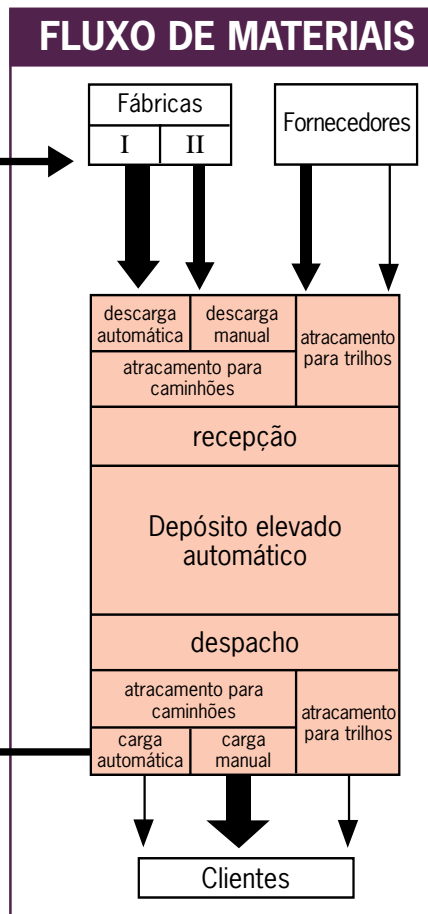 FLUXO DE MATERIAIS
Fábricas
I II
Fornecedores
descarga
automática
descarga
manual
atracamento
para trilhos
atracamento para
caminhões
recepção
Depósito elevado
automático
despacho
atracamento para
caminhões
atracamento
para trilhos
carga
automática
carga
manual
Clientes